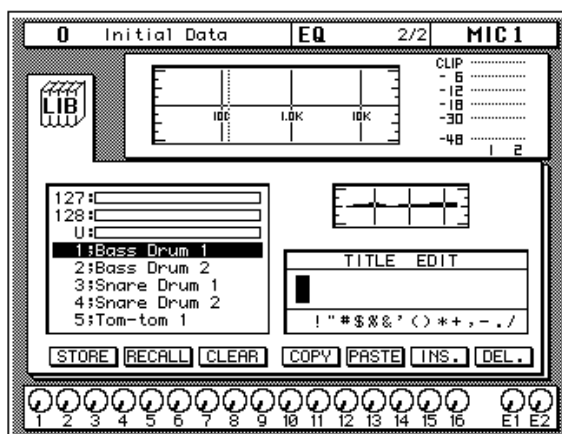 0 Initial Data EQ 2/2 MIC 1
CLIP
- 6
-12
-18
-30
-48
1 2
LIB
100 1.0K 10K
127:
128:
U:
1;Bass Drum 1
2;Bass Drum 2
3;Snare Drum 1
4;Snare Drum 2
5;Tom-tom 1
TITLE EDIT
!"#$%&'()*+,-./
STORE RECALL CLEAR COPY PASTE INS. DEL.
1 2 3 4 5 6 7 8 9 10 11 12 13 14 15 16 E1 E2